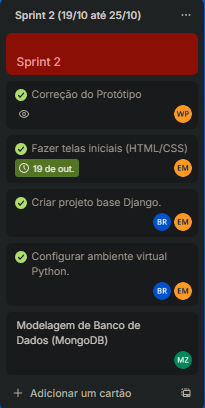 Sprint 2 (19/10 até 25/10)
Sprint 2
Correção do Protótipo
WP
Fazer telas iniciais (HTML/CSS)
19 de out.
EM
Criar projeto base Django.
BR EM
Configurar ambiente virtual
Python.
BR EM
Modelagem de Banco de
Dados (MongoDB)
MZ
Adicionar um cartão